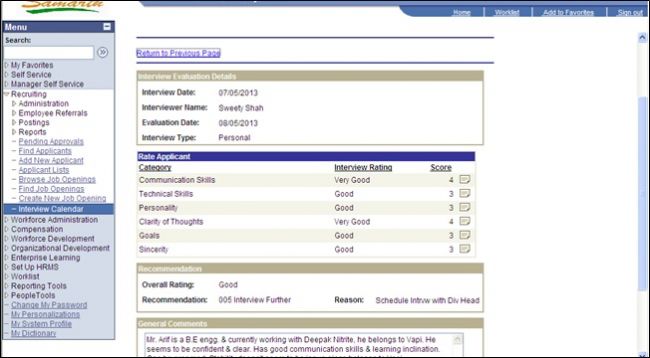 Samarth
Home Worklist Add to Favorites Sign out
Menu
Search:
My Favorites
Self Service
Manager Self Service
Recruiting
Administration
Employee Referrals
Postings
Reports
Pending Approvals
Find Applicants
Add New Applicant
Applicant Lists
Browse Job Openings
Find Job Openings
Create New Job Opening
Interview Calendar
Workforce Administration
Compensation
Workforce Development
Organizational Development
Enterprise Learning
Set Up HRMS
Worklist
Reporting Tools
PeopleTools
Change My Password
My Personalizations
My System Profile
My Dictionary
Return to Previous Page
Interview Evaluation Details
Interview Date: 07/05/2013
Interviewer Name: Sweety Shah
Evaluation Date: 08/05/2013
Interview Type: Personal
Rate Applicant
Category Interview Rating Score
Communication Skills Very Good 4
Technical Skills Good 3
Personality Good 3
Clarity of Thoughts Very Good 4
Goals Good 3
Sincerity Good 3
Recommendation
Overall Rating: Good
Recommendation: 005 Interview Further Reason: Schedule Intrvw with Div Head
General Comments
Mr. Arif is a B.E engg. & currently working with Deepak Nitrite, he belongs to Vapi. He
seems to be confident & clear. Has good communication skills & learning inclination.